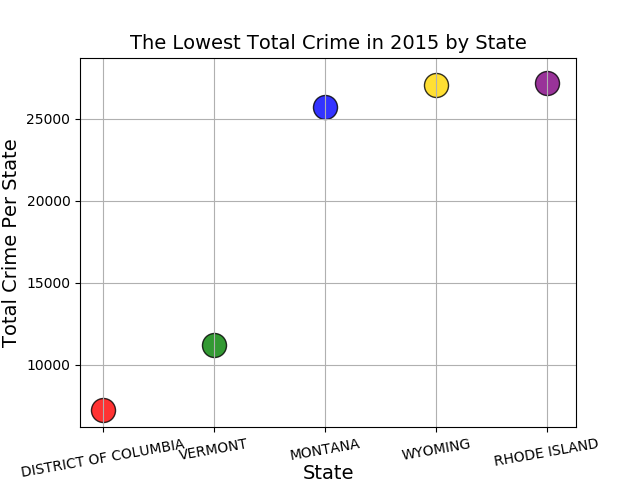 The Lowest Total Crime in 2015 by State
Total Crime Per State
25000
20000
15000
10000
DISTRICT OF COLUMBIA
VERMONT
MONTANA
WYOMING
RHODE ISLAND
State